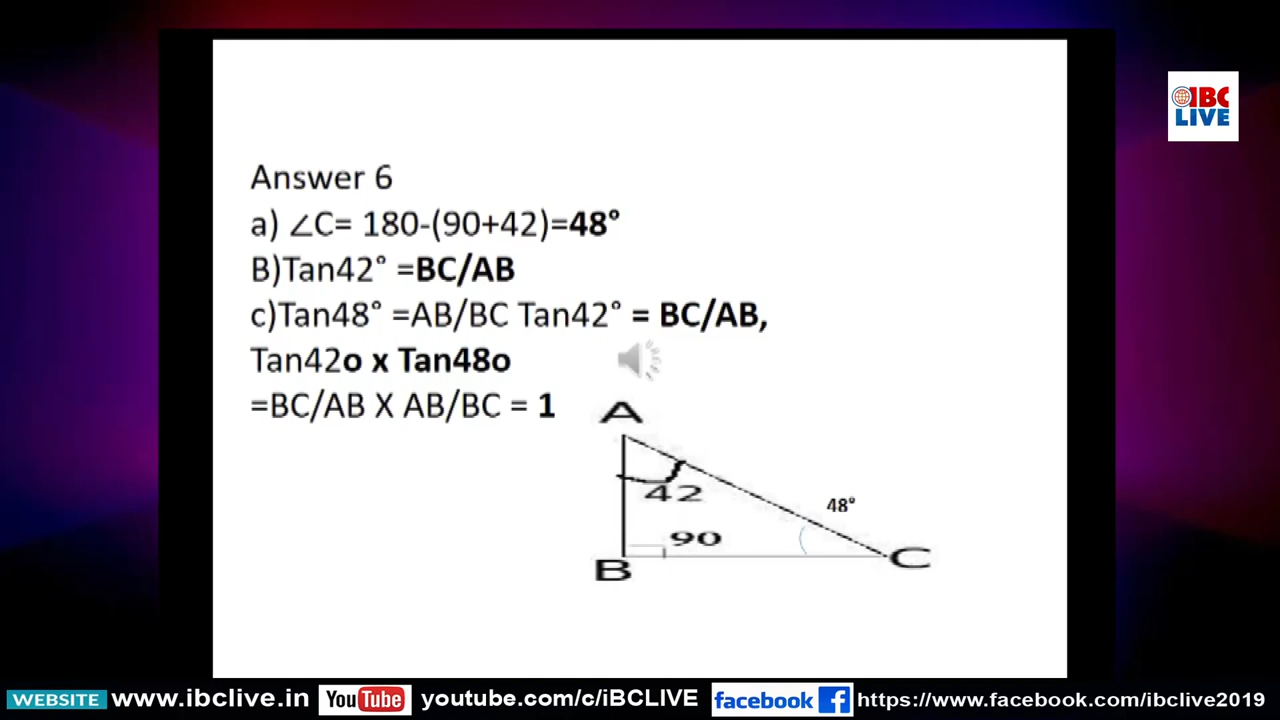 IBC
LIVE
Answer 6
a) ∠C= 180-(90+42)=48°
B)Tan42° =BC/AB
c)Tan48° =AB/BC Tan42° = BC/AB,
Tan42o x Tan48o
=BC/AB X AB/BC = 1
A
42
48°
90
B
C
WEBSITE www.ibclive.in YouTube youtube.com/c/iBCLIVE facebook f https://www.facebook.com/ibclive2019